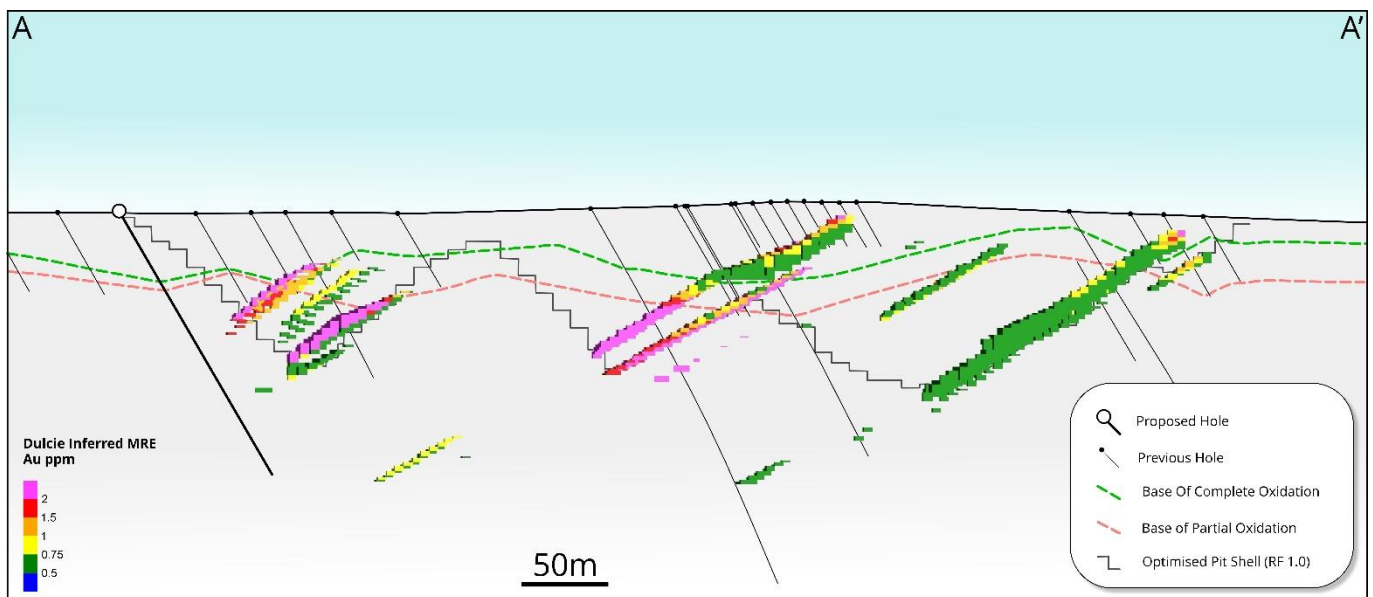 A
A’
Dulcie Inferred MRE
Au ppm
2
1.5
1
0.75
0.5
50m
Proposed Hole
Previous Hole
Base Of Complete Oxidation
Base of Partial Oxidation
Optimised Pit Shell (RF 1.0)